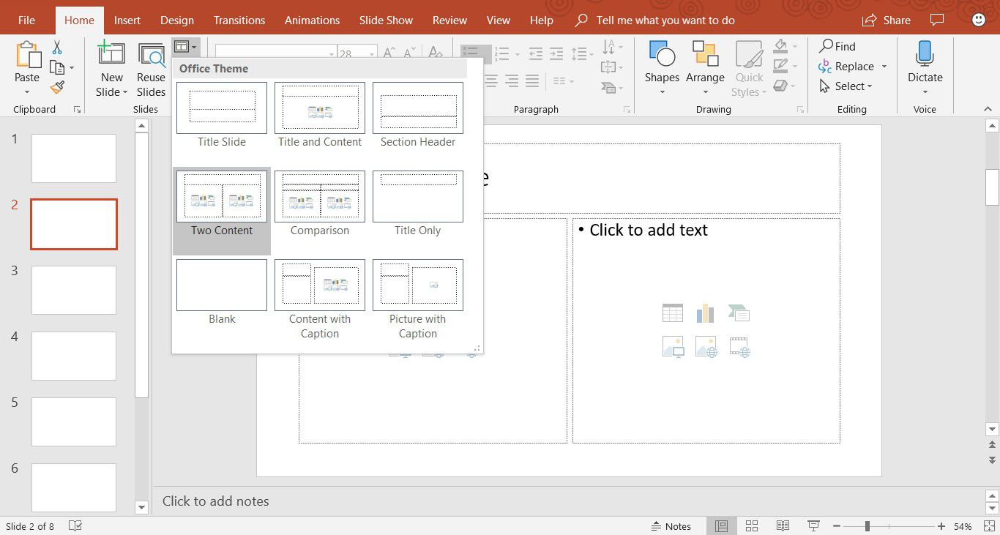 File Home Insert Design Transitions Animations Slide Show Review View Help Tell me what you want to do Share
Paste
New Slide
Reuse Slides
28
Shapes
Arrange
Quick Styles
Find
Replace
Select
Dictate
Clipboard Slides Paragraph Drawing Editing Voice
Office Theme
Title Slide Title and Content Section Header
Two Content Comparison Title Only
Blank Content with Caption Picture with Caption
1
2
3
4
5
6
e
• Click to add text
Click to add notes
Slide 2 of 8 Notes 54%